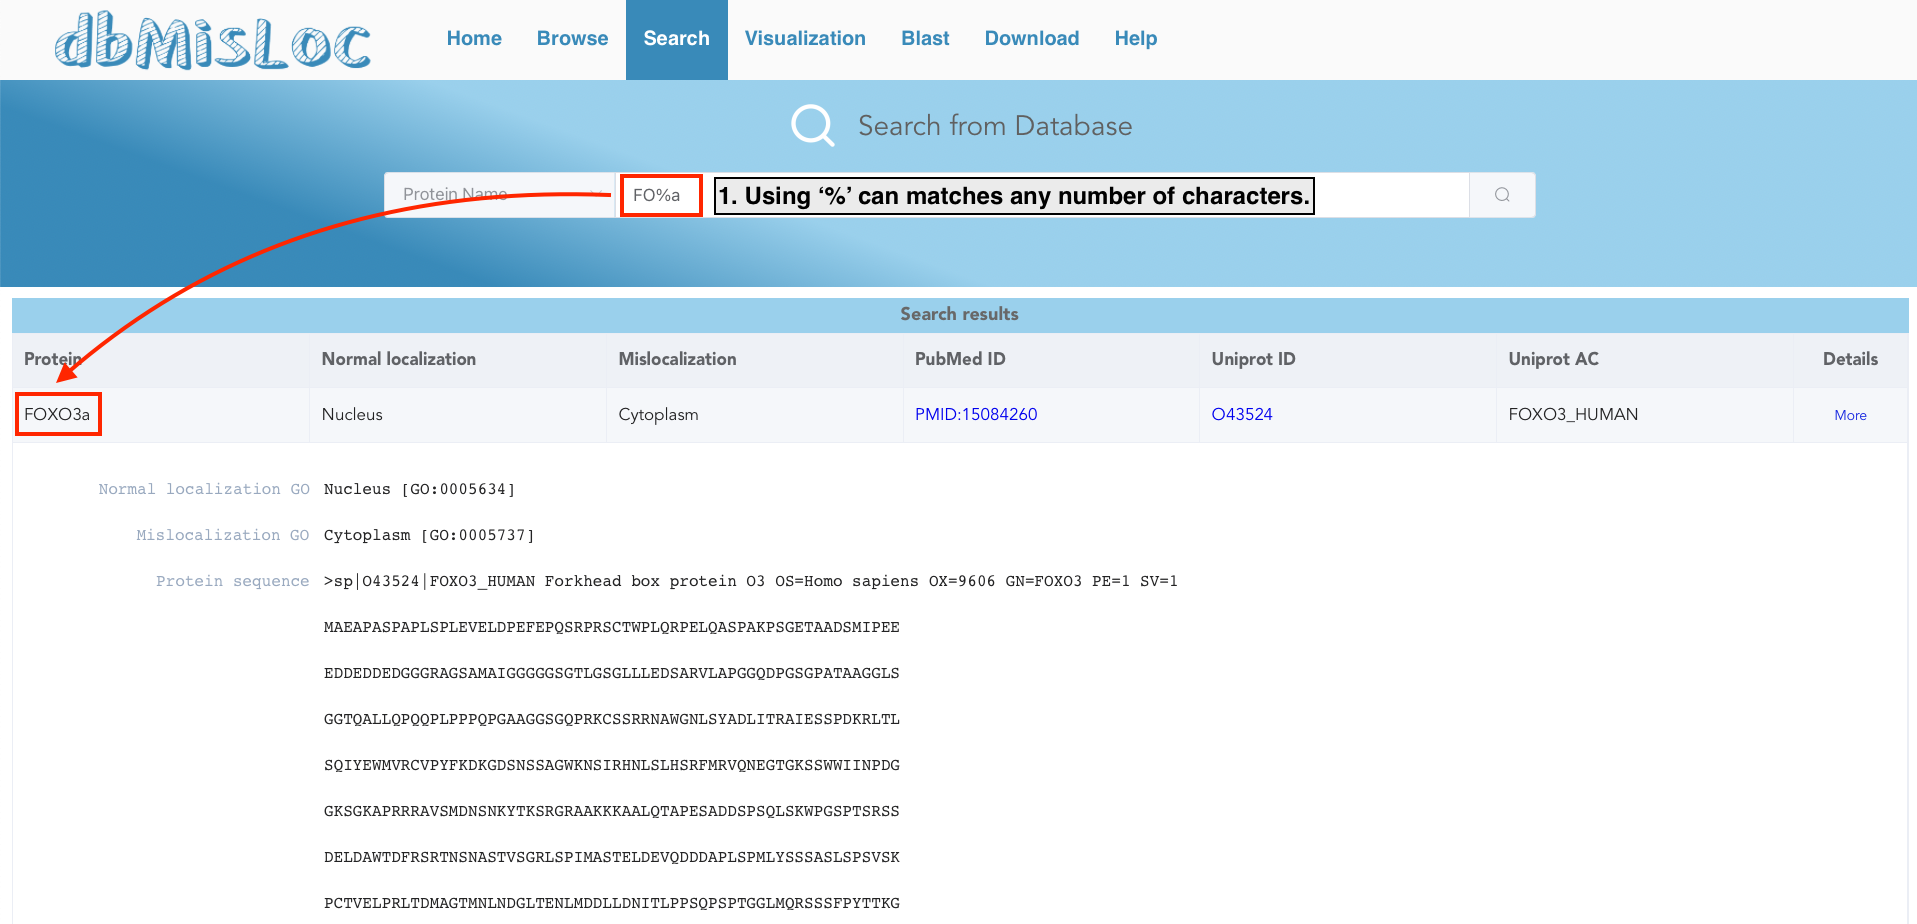 dbMisLoc Home Browse Search Visualization Blast Download Help
Search from Database
Protein Name FO%a 1. Using ‘%’ can matches any number of characters.
Search results
Protein Normal localization Mislocalization PubMed ID Uniprot ID Uniprot AC Details
FOXO3a Nucleus Cytoplasm PMID:15084260 O43524 FOXO3_HUMAN More
Normal localization GO Nucleus [GO:0005634]
Mislocalization GO Cytoplasm [GO:0005737]
Protein sequence >sp|O43524|FOXO3_HUMAN Forkhead box protein O3 OS=Homo sapiens OX=9606 GN=FOXO3 PE=1 SV=1
MAEAPASPAPLSPLEVELDPEFEPQSRPRSCTWPLQRPELQASPAKPSGETAADSMIPEE
EDDEDDEDGGGRAGSAMAIGGGGGSGTLGSGLLLEDSARVLAPGGQDPGSGPATAAGGLS
GGTQALLQPQQPLPPPQPGAAGGSGQPRKCSSRRNAWGNLSYADLITRAIESSPDKRLTL
SQIYEWMVRCVPYFKDKGDSNSSAGWKNSIRHNLSLHSRFMRVQNEGTGKSSWWIINPDG
GKSGKAPRRRAVSMDNSNKYTKSRGRAAKKKAALQTAPESADDSPSQLSKWPGSPTSRSS
DELDAWTDFRSRTNSNASTVSGRLSPIMASTELDEVQDDDAPLSPMLYSSSASLSPSVSK
PCTVELPRLTDMAGTMNLNDGLTENLMDDLLDNITLPPSQPSPTGGLMQRSSSFPYTTKG